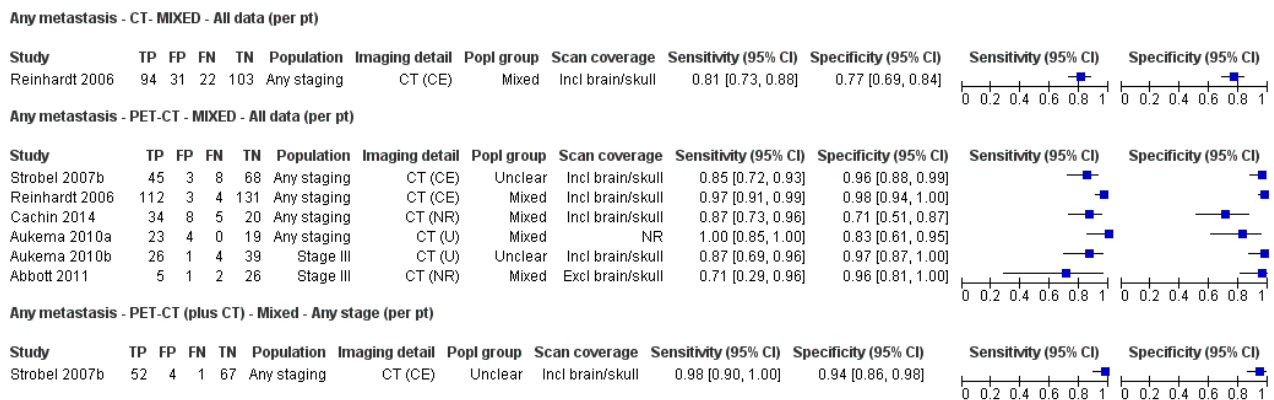 Any metastasis - CT- MIXED - All data (per pt)
Study TP FP FN TN Population Imaging detail Popl group Scan coverage Sensitivity (95% CI) Specificity (95% CI) Sensitivity (95% CI) Specificity (95% CI)
Reinhardt 2006 94 31 22 103 Any staging CT (CE) Mixed Incl brain/skull 0.81 [0.73, 0.88] 0.77 [0.69, 0.84]
0 0.2 0.4 0.6 0.8 1 0 0.2 0.4 0.6 0.8 1
Any metastasis - PET-CT - MIXED - All data (per pt)
Study TP FP FN TN Population Imaging detail Popl group Scan coverage Sensitivity (95% CI) Specificity (95% CI) Sensitivity (95% CI) Specificity (95% CI)
Strobel 2007b 45 3 8 68 Any staging CT (CE) Unclear Incl brain/skull 0.85 [0.72, 0.93] 0.96 [0.88, 0.99]
Reinhardt 2006 112 3 4 131 Any staging CT (CE) Mixed Incl brain/skull 0.97 [0.91, 0.99] 0.98 [0.94, 1.00]
Cachin 2014 34 8 5 20 Any staging CT (NR) Mixed Incl brain/skull 0.87 [0.73, 0.96] 0.71 [0.51, 0.87]
Aukema 2010a 23 4 0 19 Any staging CT (U) Mixed NR 1.00 [0.85, 1.00] 0.83 [0.61, 0.95]
Aukema 2010b 26 1 4 39 Stage III CT (U) Unclear Incl brain/skull 0.87 [0.69, 0.96] 0.97 [0.87, 1.00]
Abbott 2011 5 1 2 26 Stage III CT (NR) Mixed Excl brain/skull 0.71 [0.29, 0.96] 0.96 [0.81, 1.00]
0 0.2 0.4 0.6 0.8 1 0 0.2 0.4 0.6 0.8 1
Any metastasis - PET-CT (plus CT) - Mixed - Any stage (per pt)
Study TP FP FN TN Population Imaging detail Popl group Scan coverage Sensitivity (95% CI) Specificity (95% CI) Sensitivity (95% CI) Specificity (95% CI)
Strobel 2007b 52 4 1 67 Any staging CT (CE) Unclear Incl brain/skull 0.98 [0.90, 1.00] 0.94 [0.86, 0.98]
0 0.2 0.4 0.6 0.8 1 0 0.2 0.4 0.6 0.8 1